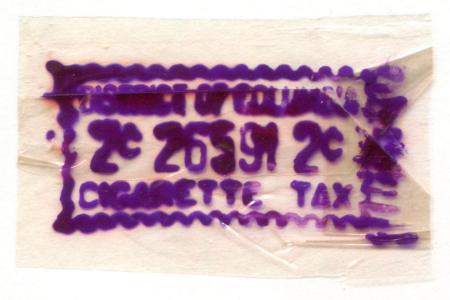 DISTRICT OF COLUMBIA
2¢ 26591 2¢
CIGARETTE TAX